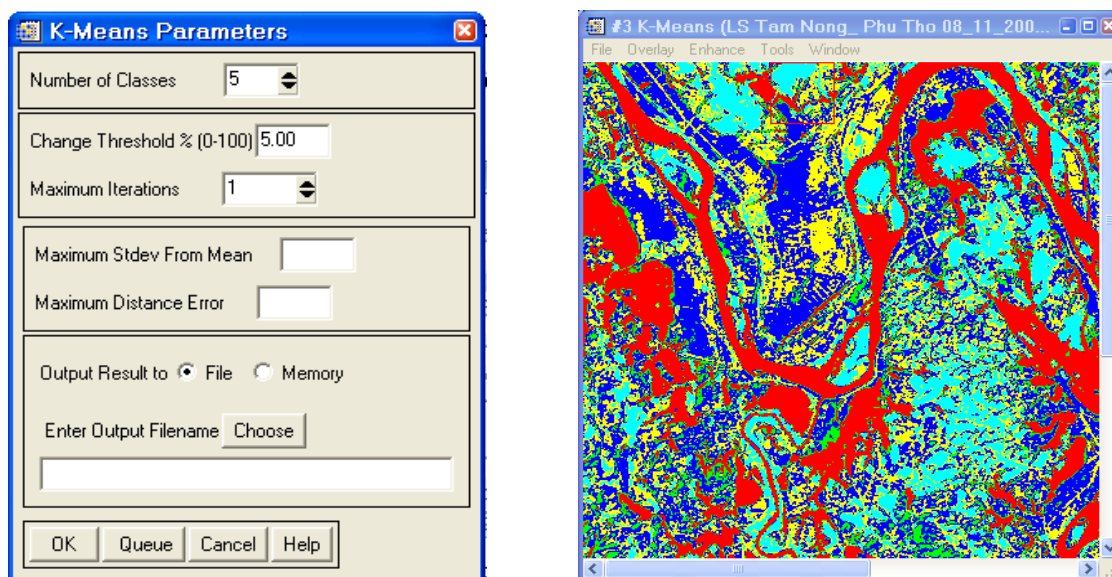 K-Means Parameters
Number of Classes 5
Change Threshold % (0-100) 5.00
Maximum Iterations 1
Maximum Stdev From Mean
Maximum Distance Error
Output Result to File Memory
Enter Output Filename Choose
OK Queue Cancel Help
#3 K-Means (LS Tam Nong_ Phu Tho 08_11_200...
File Overlay Enhance Tools Window